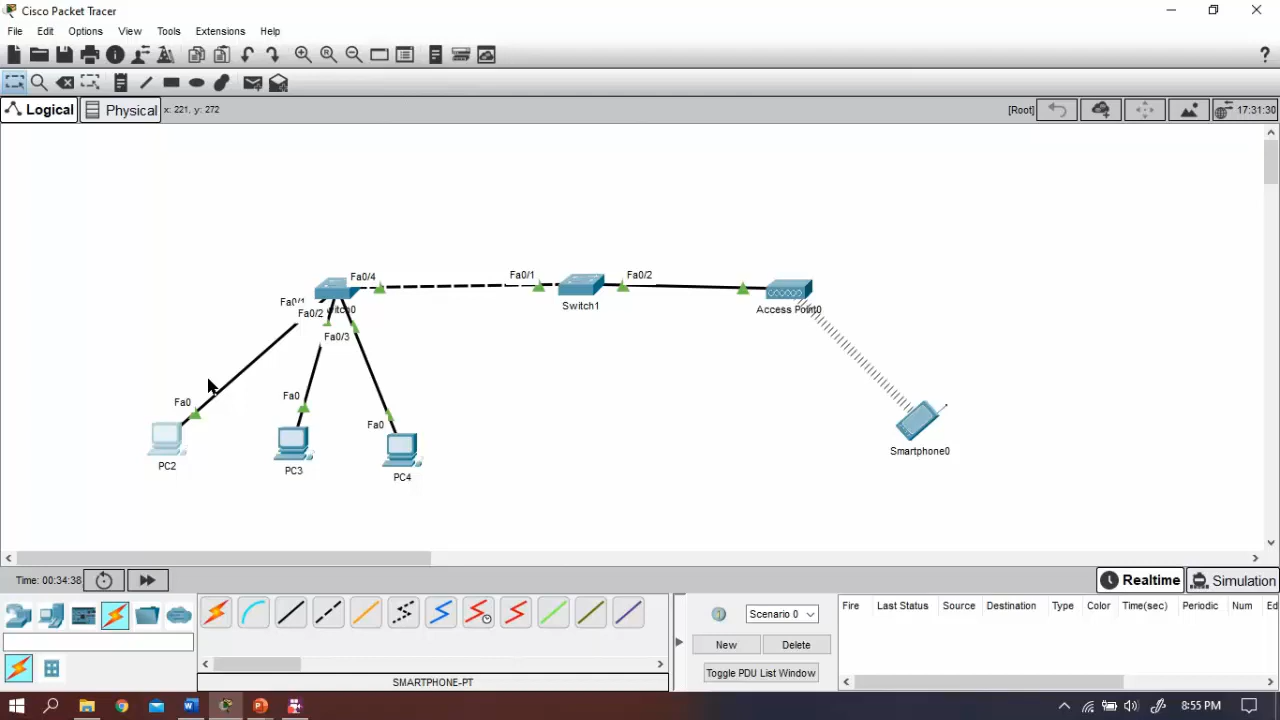 Cisco Packet Tracer
File Edit Options View Tools Extensions Help
?
Logical Physical x: 221, y: 272 [Root] 17:31:30
Fa0/4 Fa0/1 Fa0/2
Fa0/1 Switch1 Access Point0
Fa0/2 witch0
Fa0/3
Fa0 Fa0 Fa0
PC2 PC3 PC4 Smartphone0
Time: 00:34:38 Realtime Simulation
Scenario 0 Fire Last Status Source Destination Type Color Time(sec) Periodic Num Ed
New Delete
Toggle PDU List Window
SMARTPHONE-PT
8:55 PM